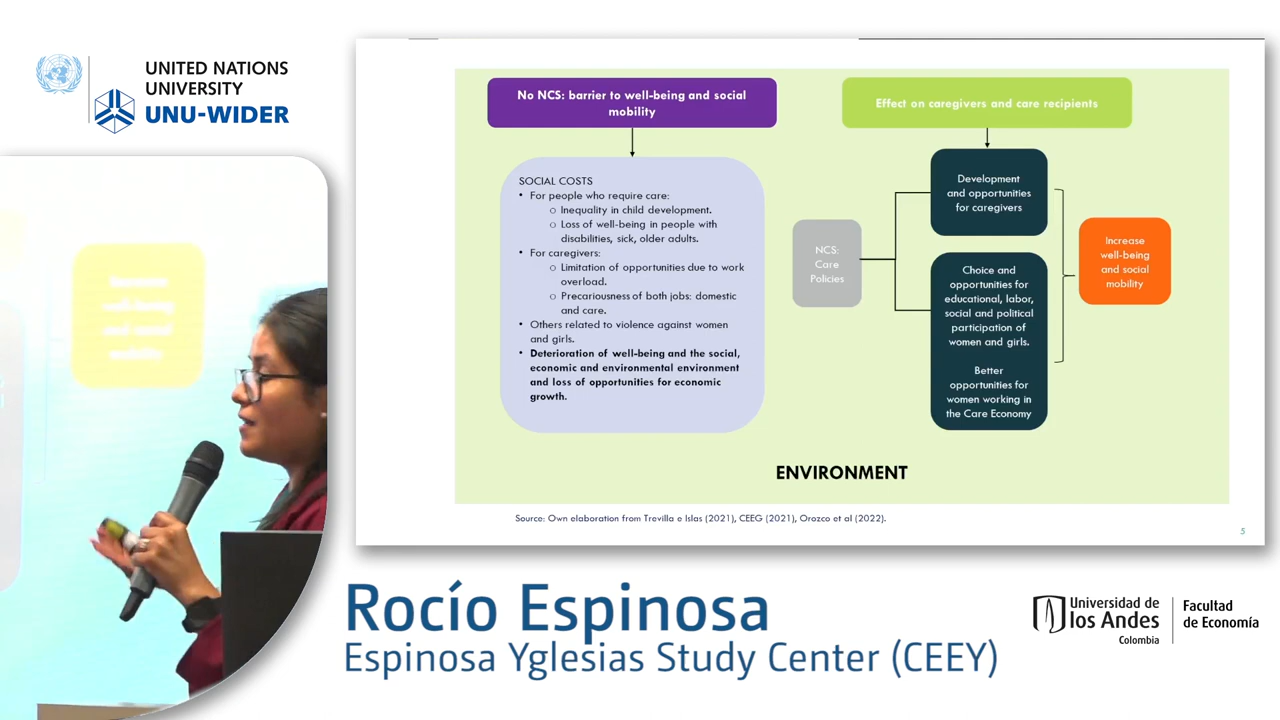 UNITED NATIONS
UNIVERSITY
UNU-WIDER
No NCS: barrier to well-being and social
mobility
SOCIAL COSTS
• For people who require care:
o Inequality in child development.
o Loss of well-being in people with
disabilities, sick, older adults.
• For caregivers:
o Limitation of opportunities due to work
overload.
o Precariousness of both jobs: domestic
and care.
• Others related to violence against women
and girls.
• Deterioration of well-being and the social,
economic and environmental environment
and loss of opportunities for economic
growth.
Effect on caregivers and care recipients
NCS:
Care
Policies
Development
and opportunities
for caregivers
Choice and
opportunities for
educational, labor,
social and political
participation of
women and girls.
Better
opportunities for
women working in
the Care Economy
Increase
well-being
and social
mobility
ENVIRONMENT
Source: Own elaboration from Trevilla e Islas (2021), CEEG (2021), Orozco et al (2022).
5
Rocío Espinosa
Espinosa Yglesias Study Center (CEEY)
Universidad de
los Andes
Colombia
Facultad
de Economía